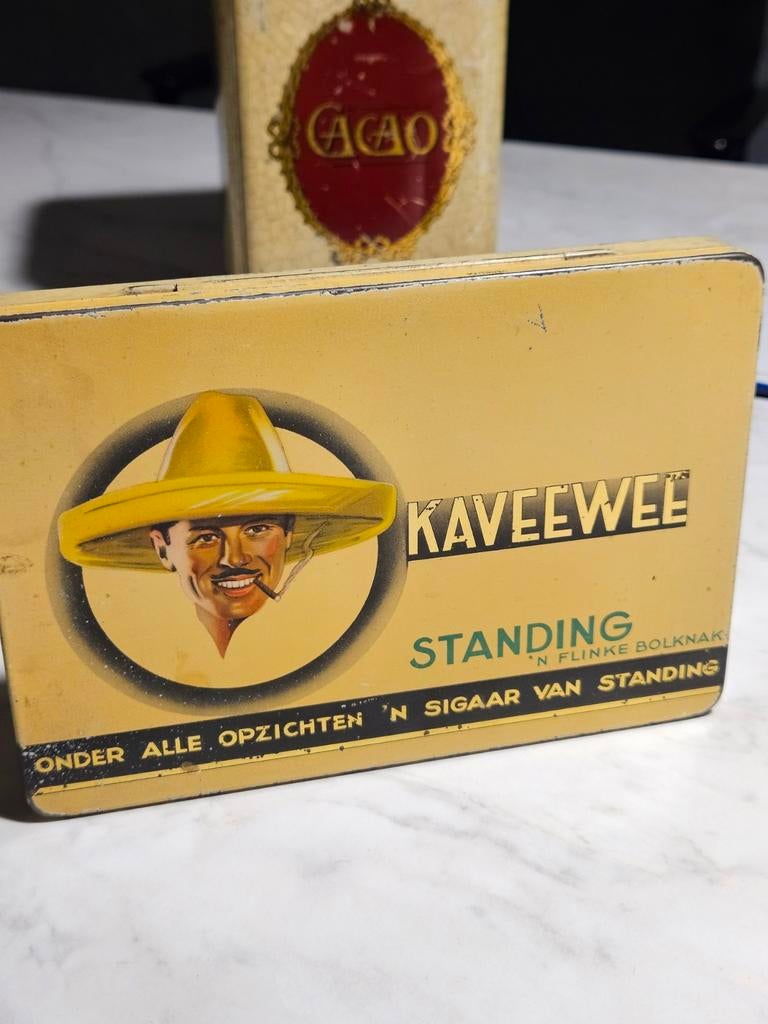 CACAO
KAVEEWEE
STANDING
'N FLINKE BOLKNAK
ONDER ALLE OPZICHTEN 'N SIGAAR VAN STANDING